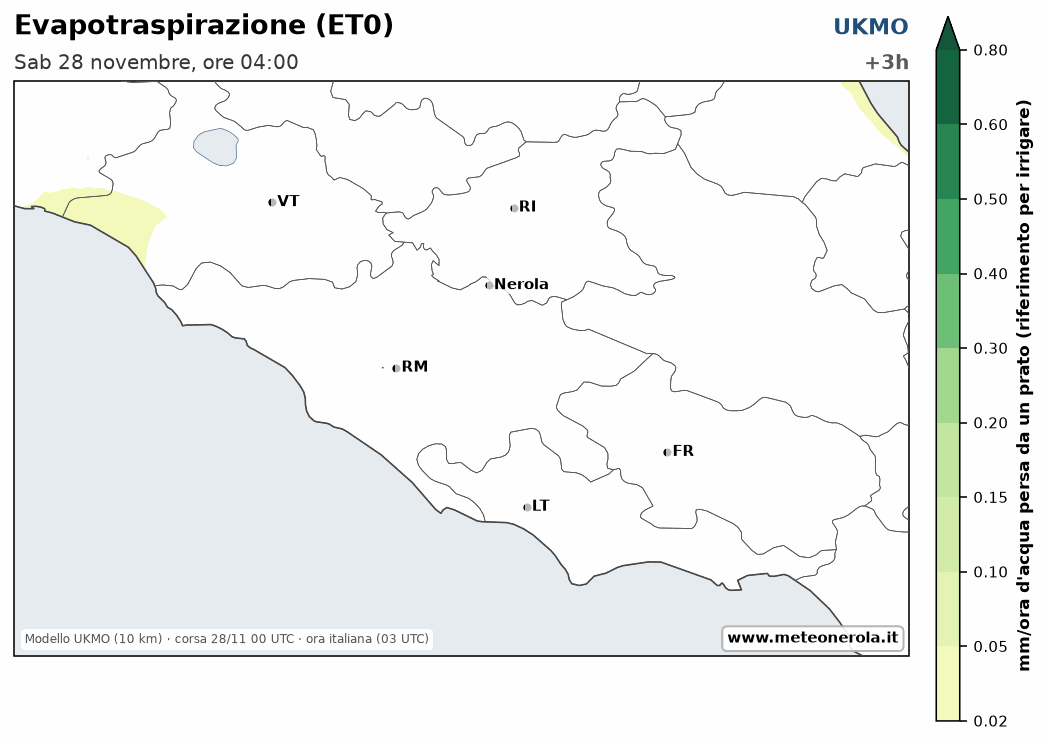 Evapotraspirazione (ET0)
UKMO
Sab 28 novembre, ore 04:00
+3h
VT
RI
Nerola
RM
FR
LT
Modello UKMO (10 km) · corsa 28/11 00 UTC · ora italiana (03 UTC)
www.meteonerola.it
0.80
0.60
0.50
0.40
0.30
0.20
0.15
0.10
0.05
0.02
mm/ora d'acqua persa da un prato (riferimento per irrigare)